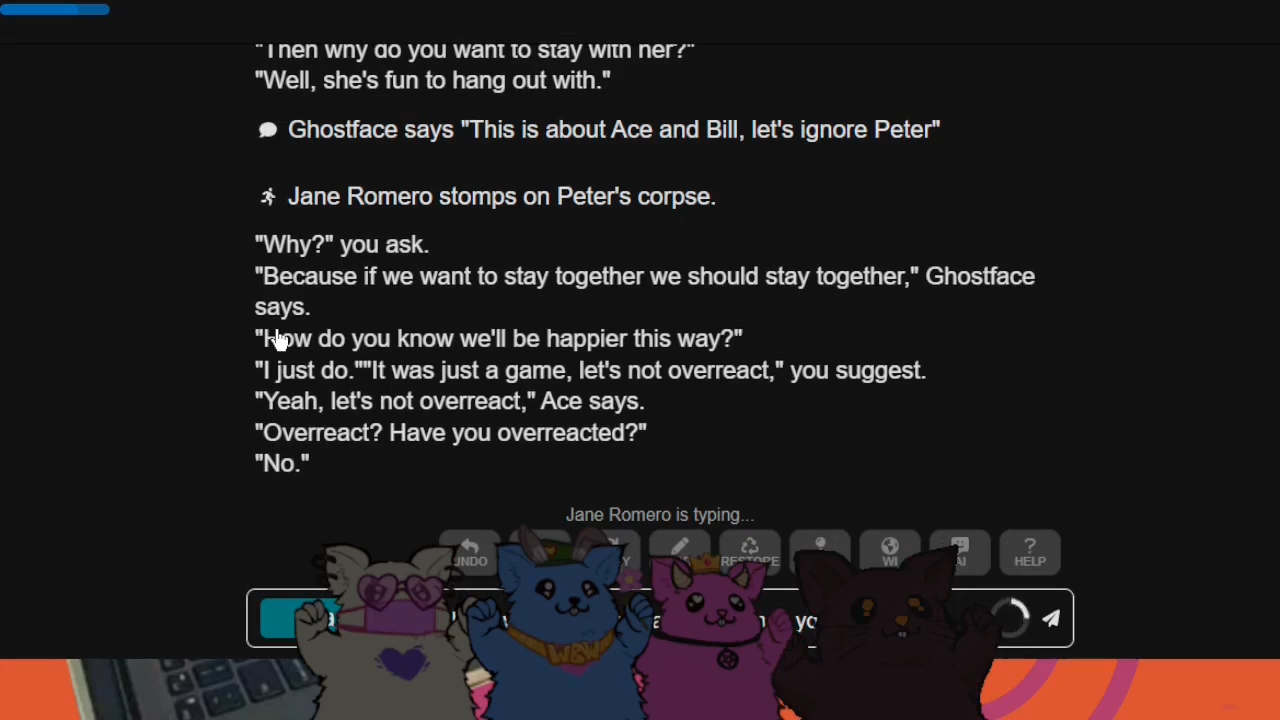 "Then why do you want to stay with her?"
"Well, she's fun to hang out with."
Ghostface says "This is about Ace and Bill, let's ignore Peter"
Jane Romero stomps on Peter's corpse.
"Why?" you ask.
"Because if we want to stay together we should stay together," Ghostface
says.
"How do you know we'll be happier this way?"
"I just do.""It was just a game, let's not overreact," you suggest.
"Yeah, let's not overreact," Ace says.
"Overreact? Have you overreacted?"
"No."
Jane Romero is typing...
UNDO RESTORE WI AI HELP
WBW